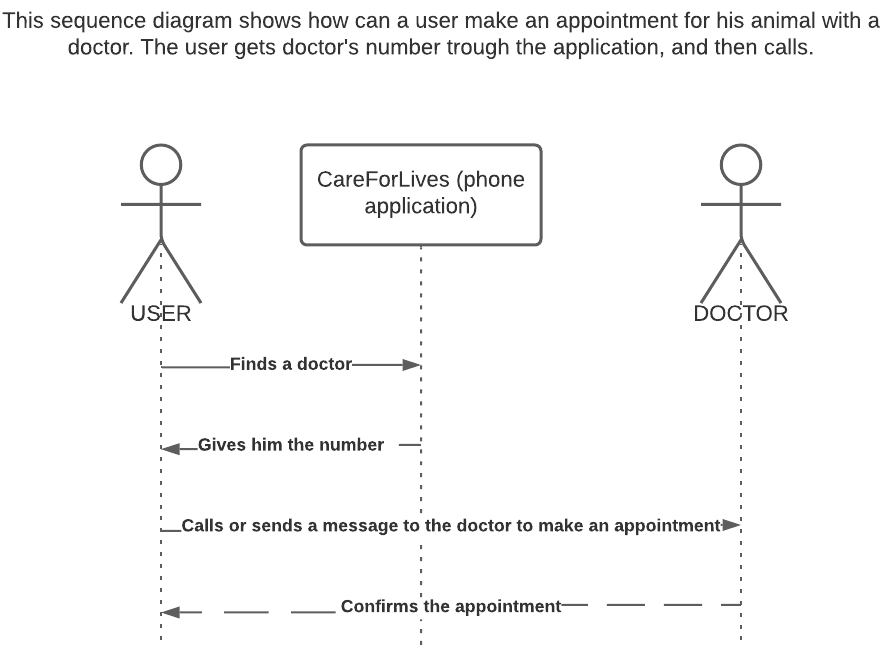 This sequence diagram shows how can a user make an appointment for his animal with a
doctor. The user gets doctor's number trough the application, and then calls.
CareForLives (phone
application)
USER
DOCTOR
Finds a doctor
Gives him the number
Calls or sends a message to the doctor to make an appointment
Confirms the appointment